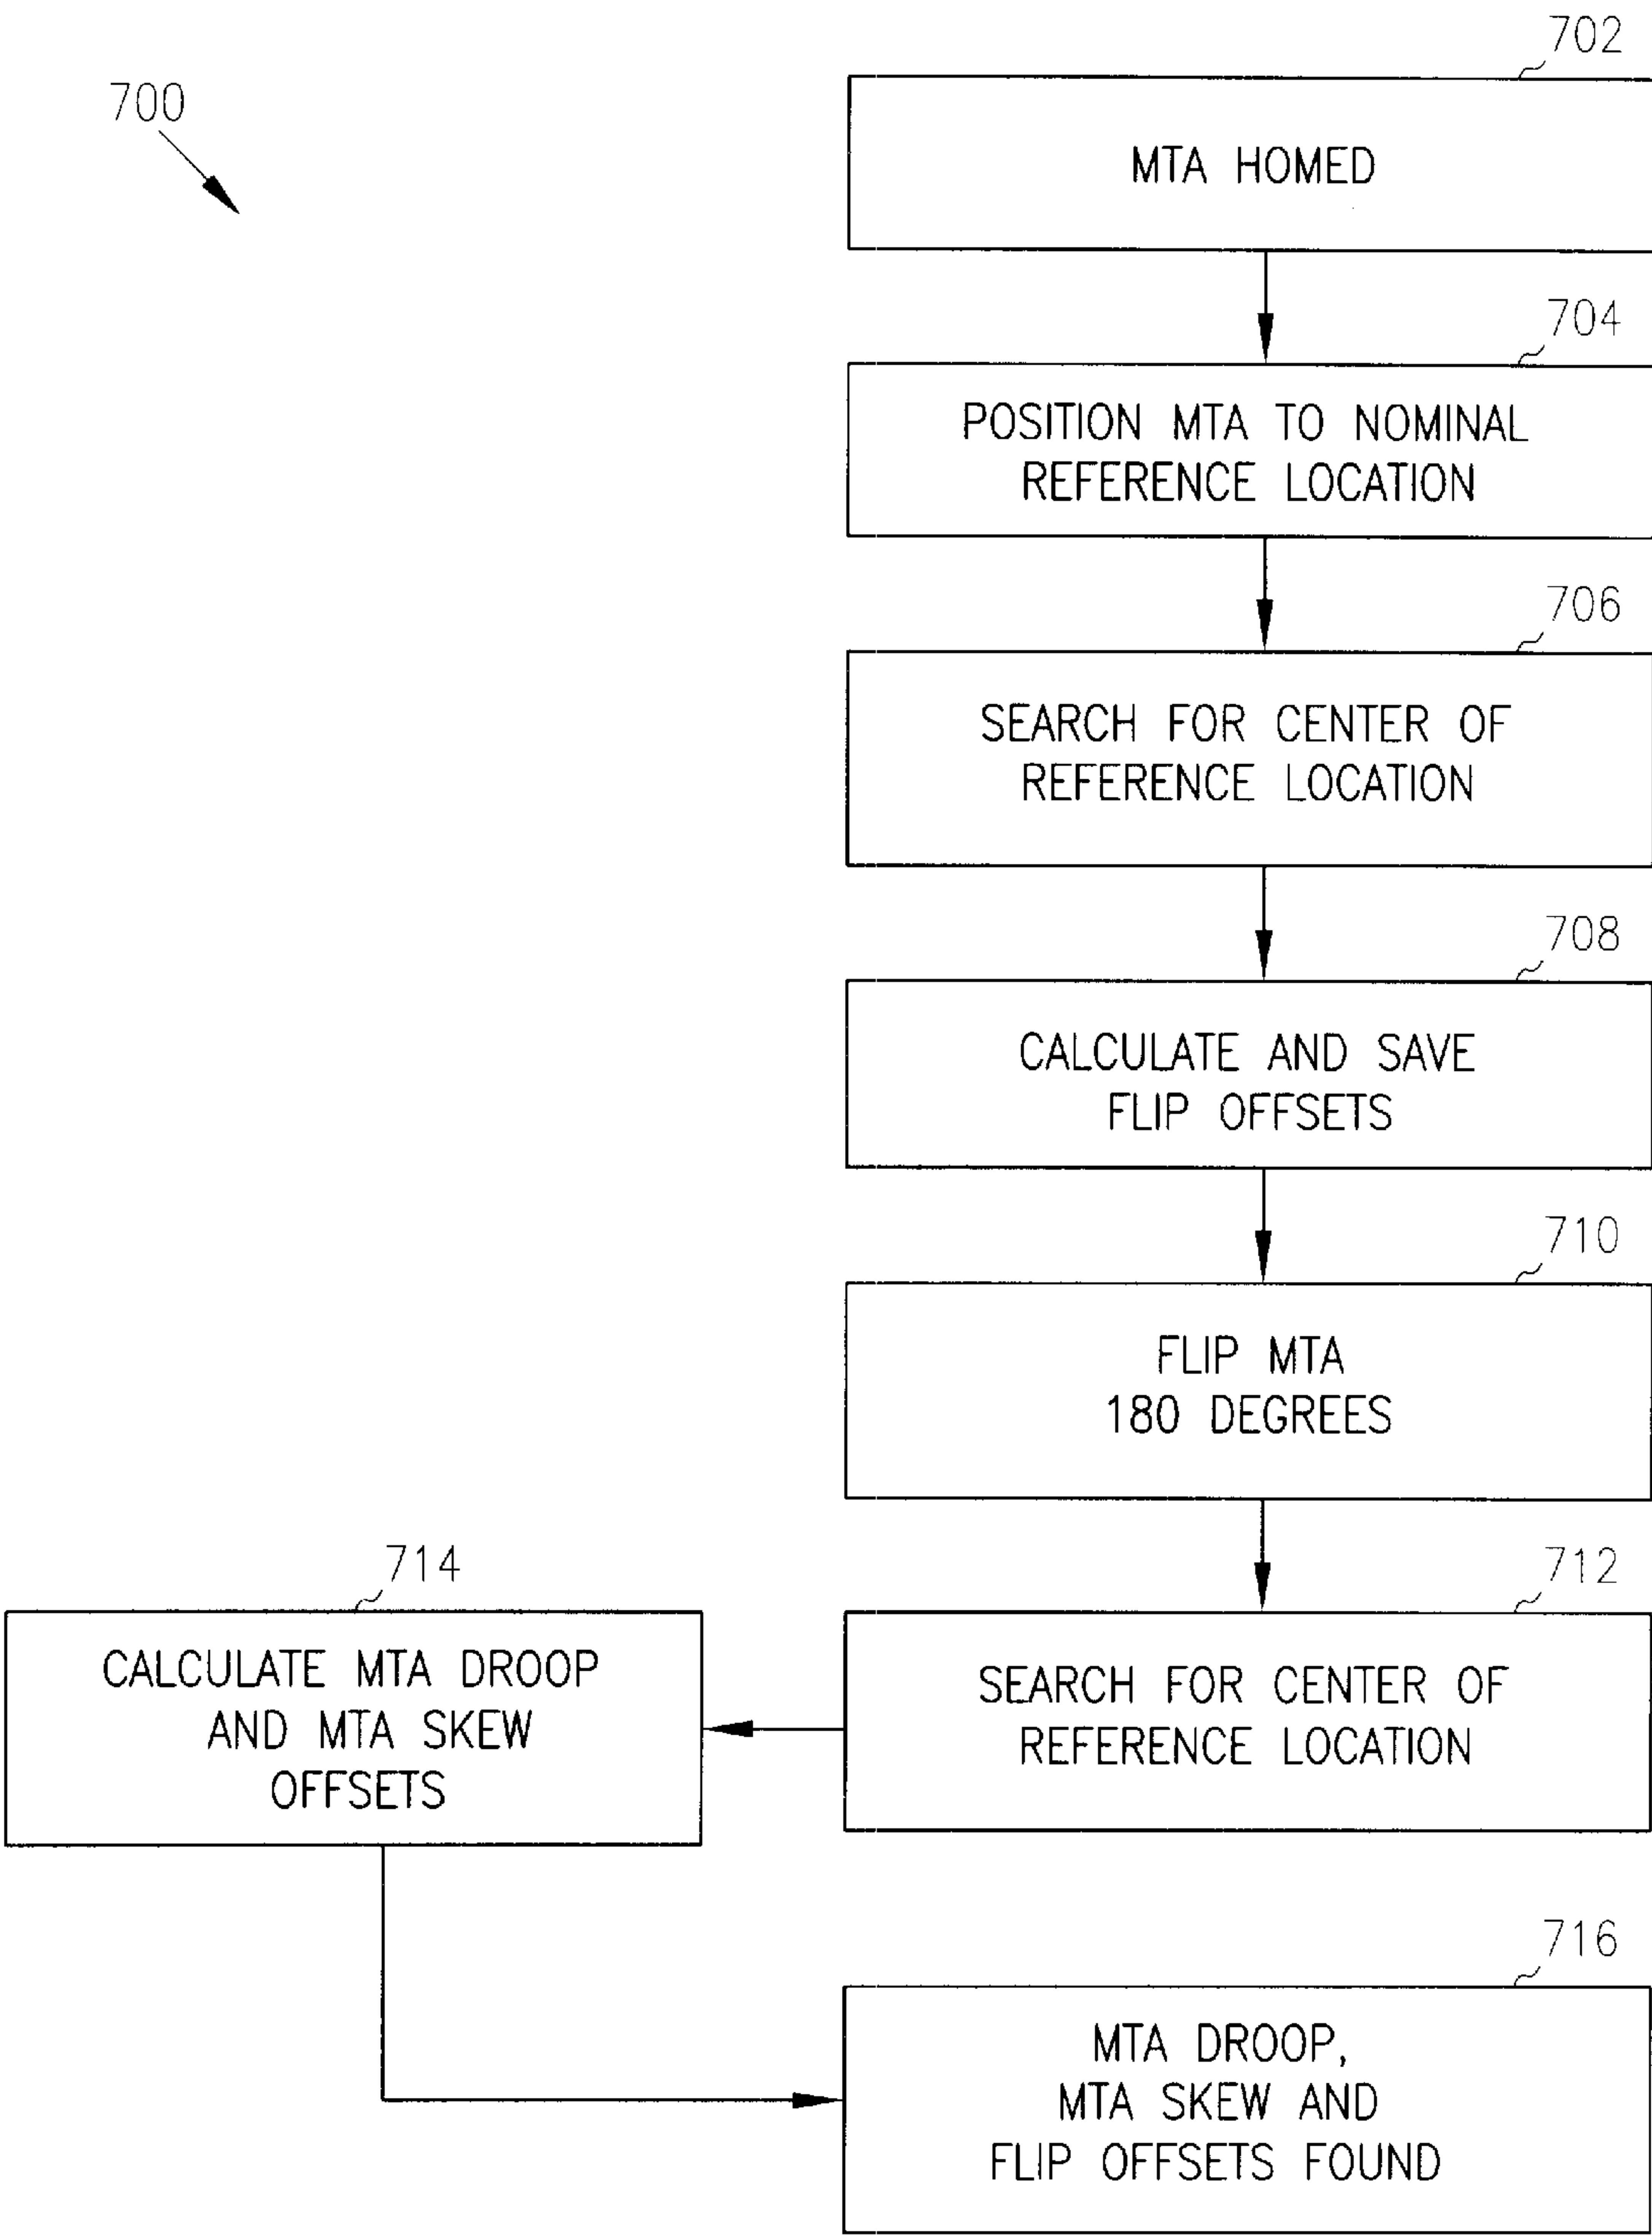 700
702
MTA HOMED
704
POSITION MTA TO NOMINAL
REFERENCE LOCATION
706
SEARCH FOR CENTER OF
REFERENCE LOCATION
708
CALCULATE AND SAVE
FLIP OFFSETS
710
FLIP MTA
180 DEGREES
712
SEARCH FOR CENTER OF
REFERENCE LOCATION
714
CALCULATE MTA DROOP
AND MTA SKEW
OFFSETS
716
MTA DROOP,
MTA SKEW AND
FLIP OFFSETS FOUND